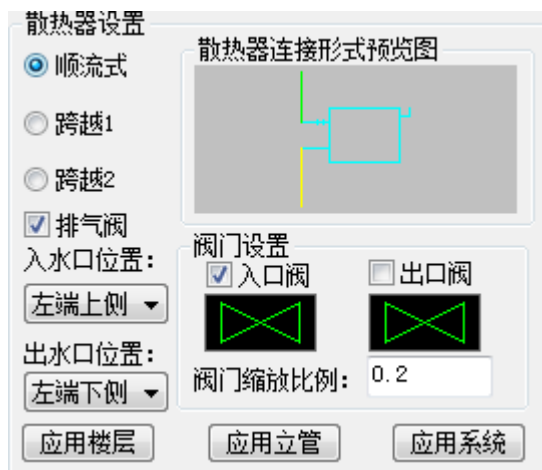 散热器设置
顺流式
跨越1
跨越2
排气阀
入水口位置:
左端上侧
出水口位置:
左端下侧
散热器连接形式预览图
阀门设置
入口阀
出口阀
阀门缩放比例:
0.2
应用楼层
应用立管
应用系统